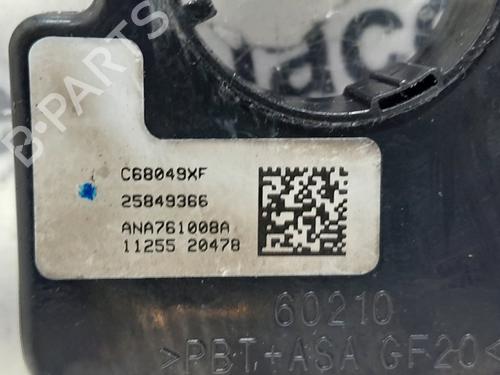 B-PARTS
C68049XF
25849366
ANA761008A
11255 20478
60210
>PBT+ASA GF20<